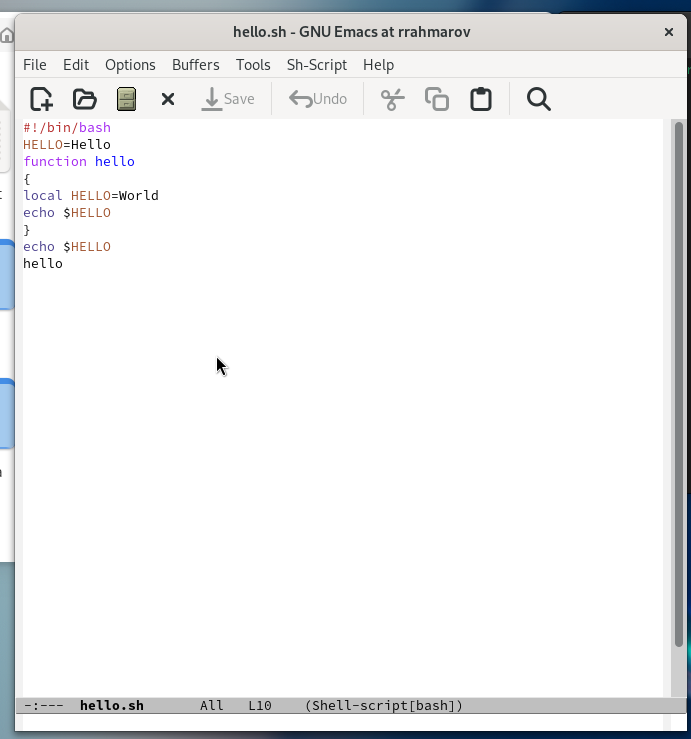 hello.sh - GNU Emacs at rrahmarov
File Edit Options Buffers Tools Sh-Script Help
Save Undo
#!/bin/bash
HELLO=Hello
function hello
{
local HELLO=World
echo $HELLO
}
echo $HELLO
hello
-:--- hello.sh All L10 (Shell-script[bash])